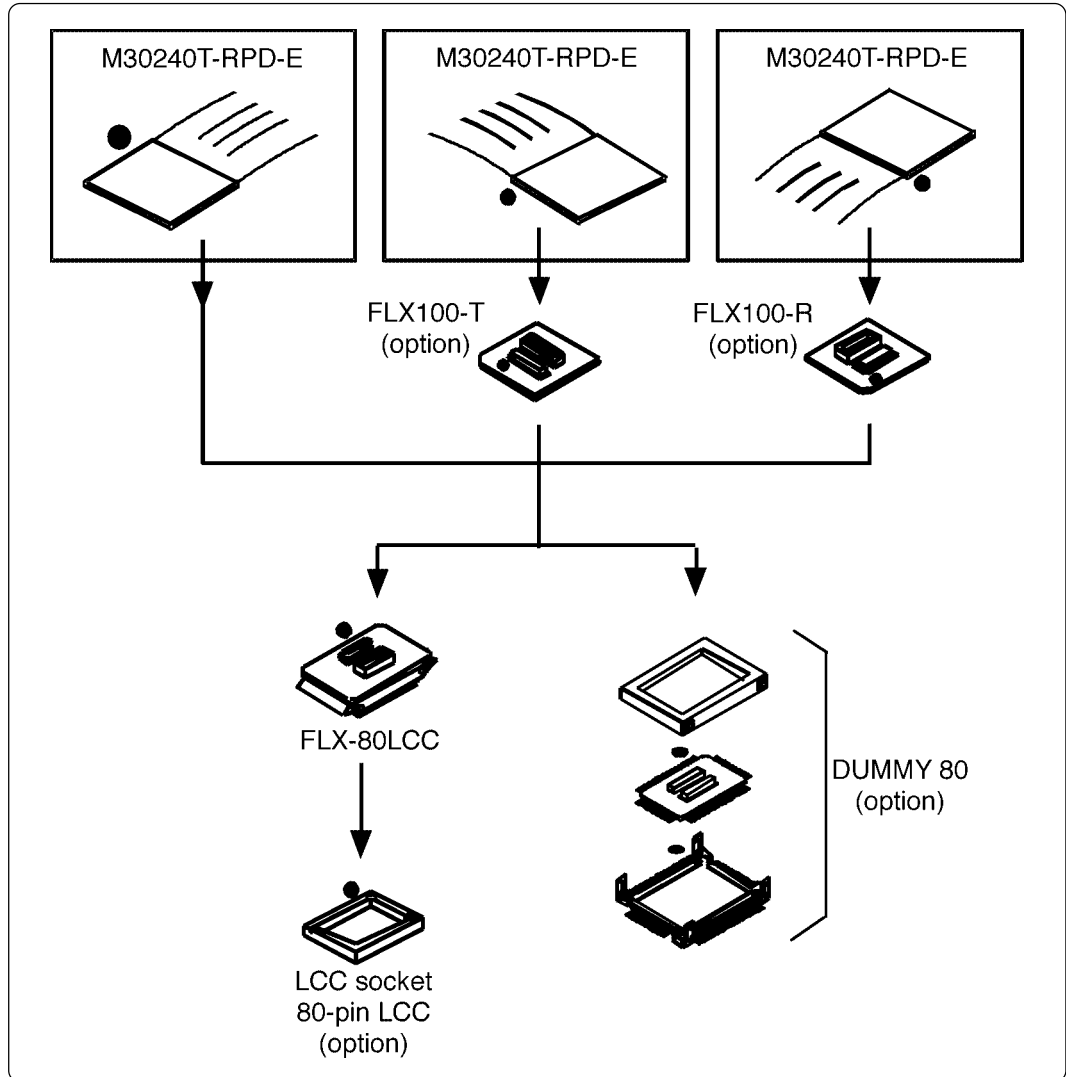 M30240T-RPD-E
M30240T-RPD-E
M30240T-RPD-E
FLX100-T
(option)
FLX100-R
(option)
FLX-80LCC
DUMMY 80
(option)
LCC socket
80-pin LCC
(option)